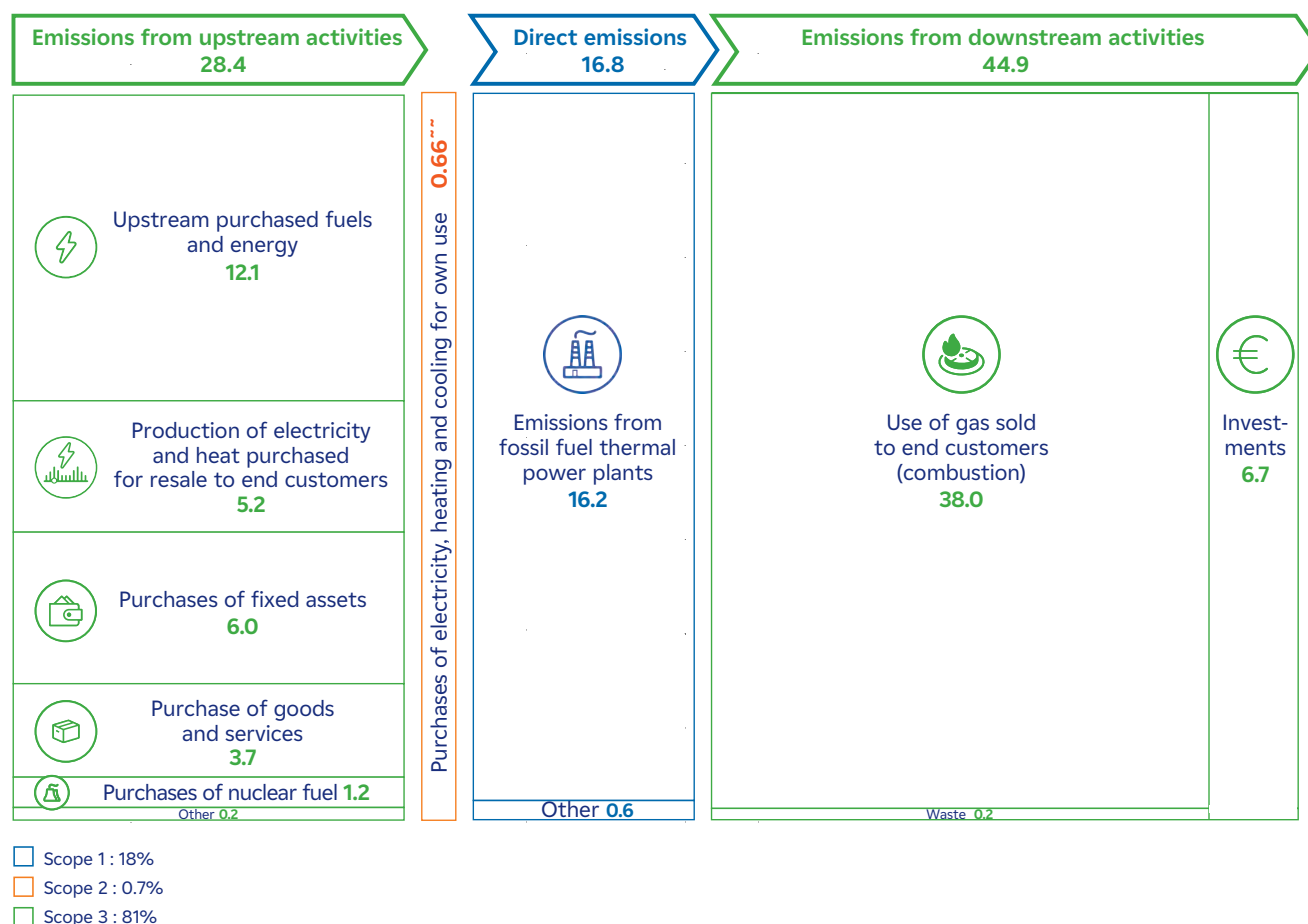 Emissions from upstream activities
28.4
Direct emissions
16.8
Emissions from downstream activities
44.9
Upstream purchased fuels
and energy
12.1
Production of electricity
and heat purchased
for resale to end customers
5.2
Purchases of fixed assets
6.0
Purchase of goods
and services
3.7
Purchases of nuclear fuel 1.2
Other 0.2
Purchases of electricity, heating and cooling for own use 0.66˜˜
Emissions from
fossil fuel thermal
power plants
16.2
Other 0.6
Use of gas sold
to end customers
(combustion)
38.0
Waste 0.2
€
Invest-
ments
6.7
Scope 1 : 18%
Scope 2 : 0.7%
Scope 3 : 81%